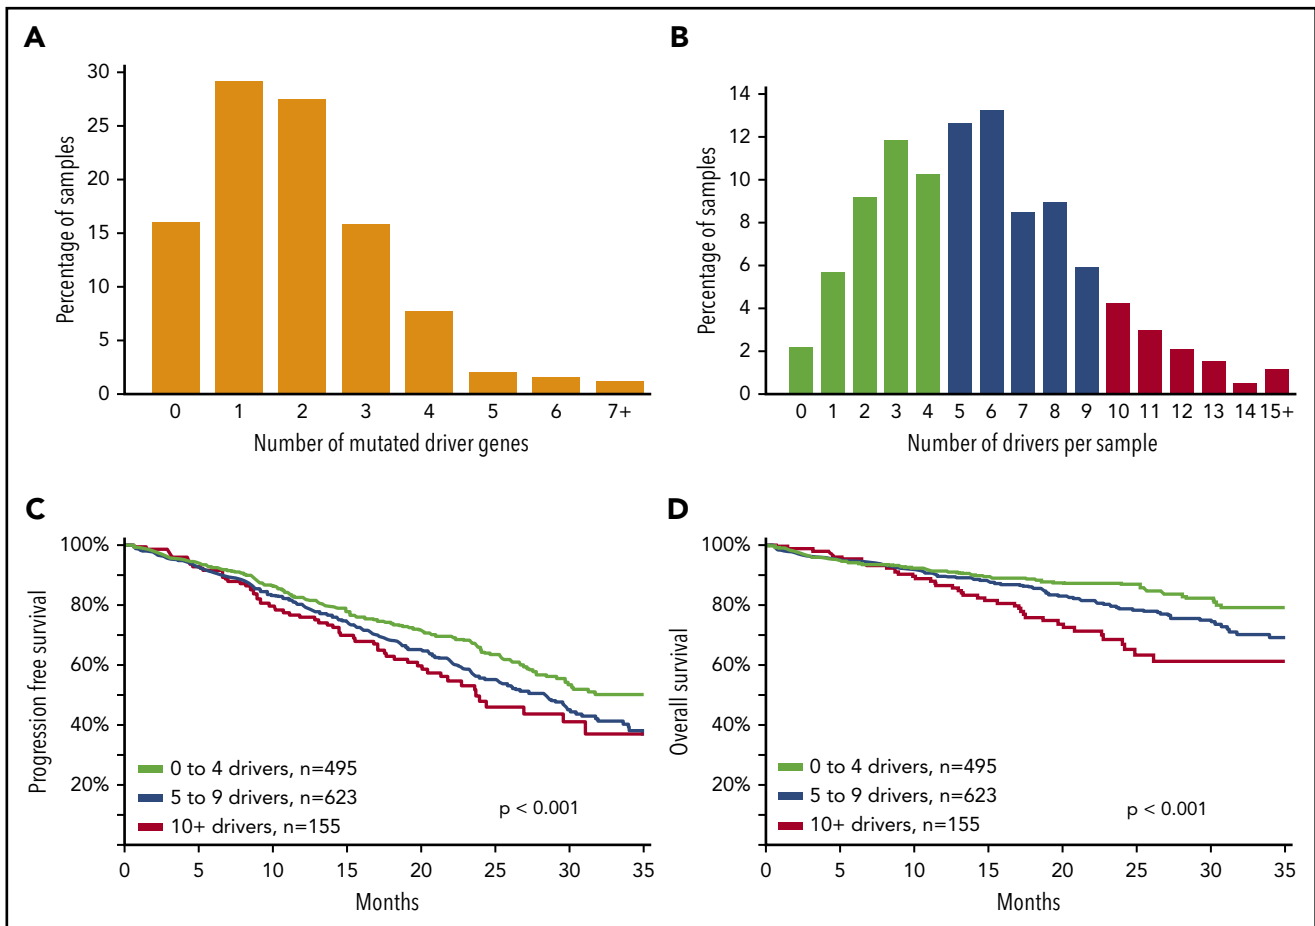 A
Percentage of samples
30
25
20
15
10
5
0
0 1 2 3 4 5 6 7+
Number of mutated driver genes
B
Percentage of samples
14
12
10
8
6
4
2
0
0 1 2 3 4 5 6 7 8 9 10 11 12 13 14 15+
Number of drivers per sample
C
Progression free survival
100%
80%
60%
40%
20%
0 to 4 drivers, n=495
5 to 9 drivers, n=623
10+ drivers, n=155
p < 0.001
0 5 10 15 20 25 30 35
Months
D
Overall survival
100%
80%
60%
40%
20%
0 to 4 drivers, n=495
5 to 9 drivers, n=623
10+ drivers, n=155
p < 0.001
0 5 10 15 20 25 30 35
Months